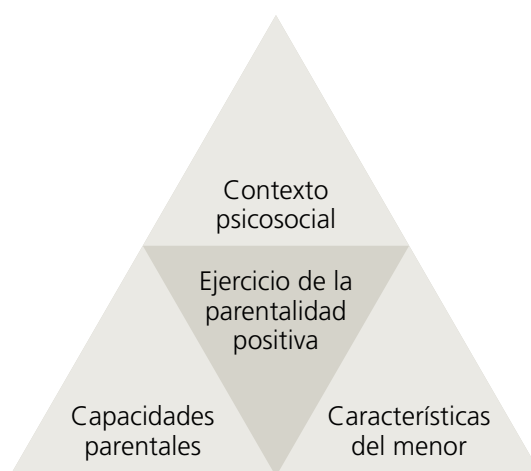 Contexto
psicosocial
Ejercicio de la
parentalidad
positiva
Capacidades
parentales
Características
del menor